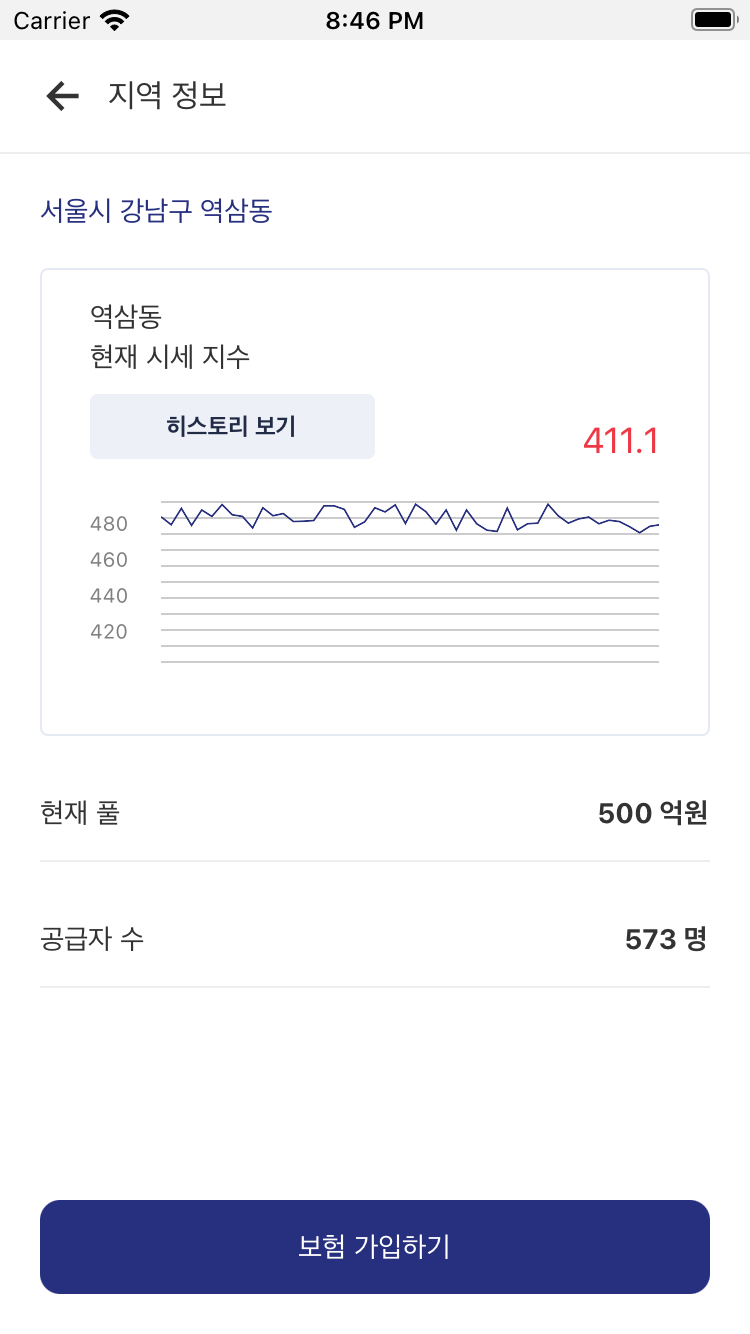 Carrier 8:46 PM
지역 정보
서울시 강남구 역삼동
역삼동
현재 시세 지수
히스토리 보기
411.1
480
460
440
420
현재 풀 500 억원
공급자 수 573 명
보험 가입하기